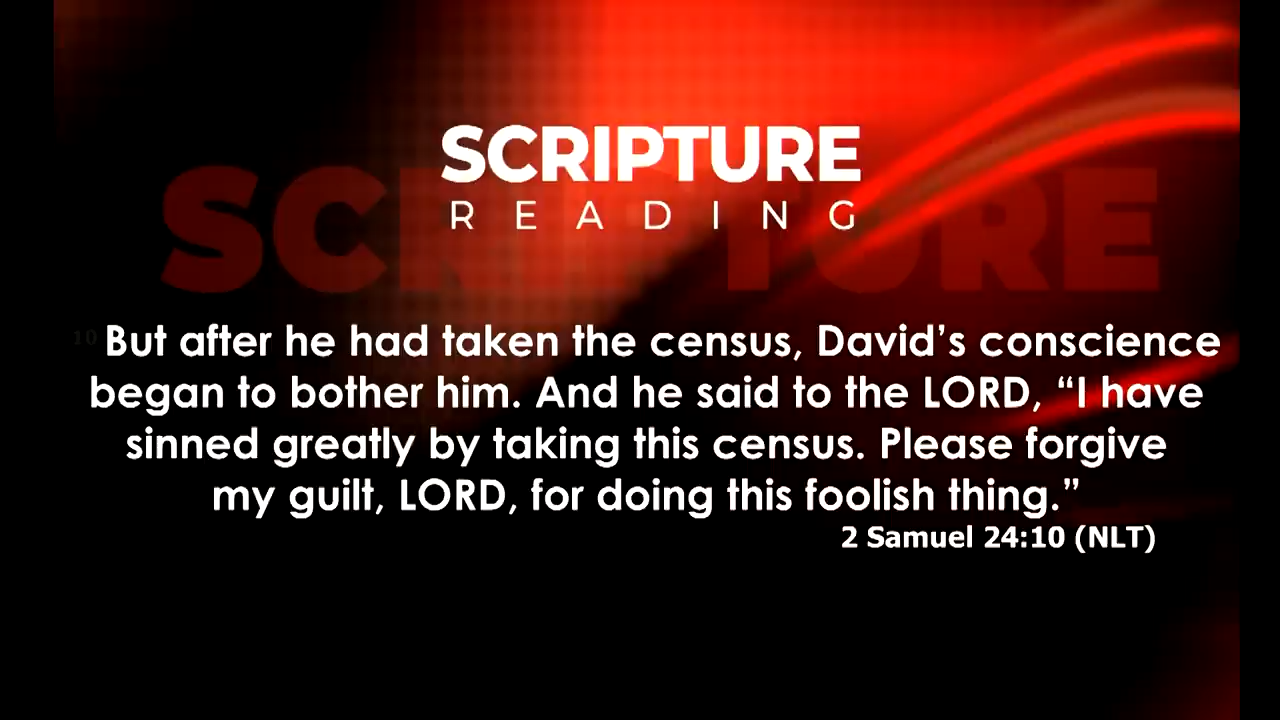 SCRIPTURE
READING
SCRIPTURE
10 But after he had taken the census, David’s conscience
began to bother him. And he said to the LORD, “I have
sinned greatly by taking this census. Please forgive
my guilt, LORD, for doing this foolish thing.”
2 Samuel 24:10 (NLT)